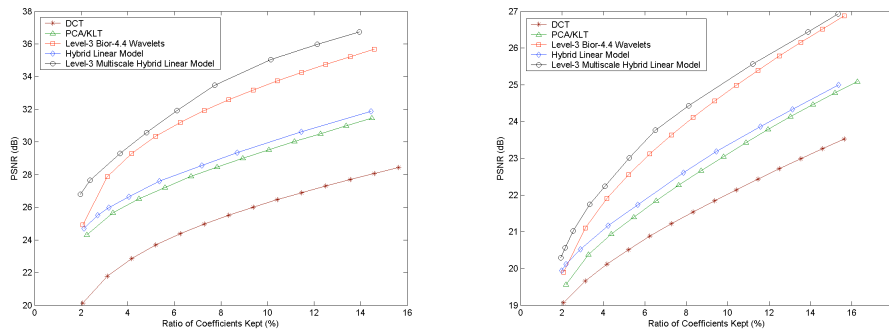 DCT
PCA/KLT
Level-3 Bior-4.4 Wavelets
Hybrid Linear Model
Level-3 Multiscale Hybrid Linear Model
38
36
34
32
30
28
26
24
22
20
PSNR (dB)
0 2 4 6 8 10 12 14 16
Ratio of Coefficients Kept (%)
DCT
PCA/KLT
Level-3 Bior-4.4 Wavelets
Hybrid Linear Model
Level-3 Multiscale Hybrid Linear Model
27
26
25
24
23
22
21
20
19
PSNR (dB)
0 2 4 6 8 10 12 14 16 18
Ratio of Coefficients Kept (%)